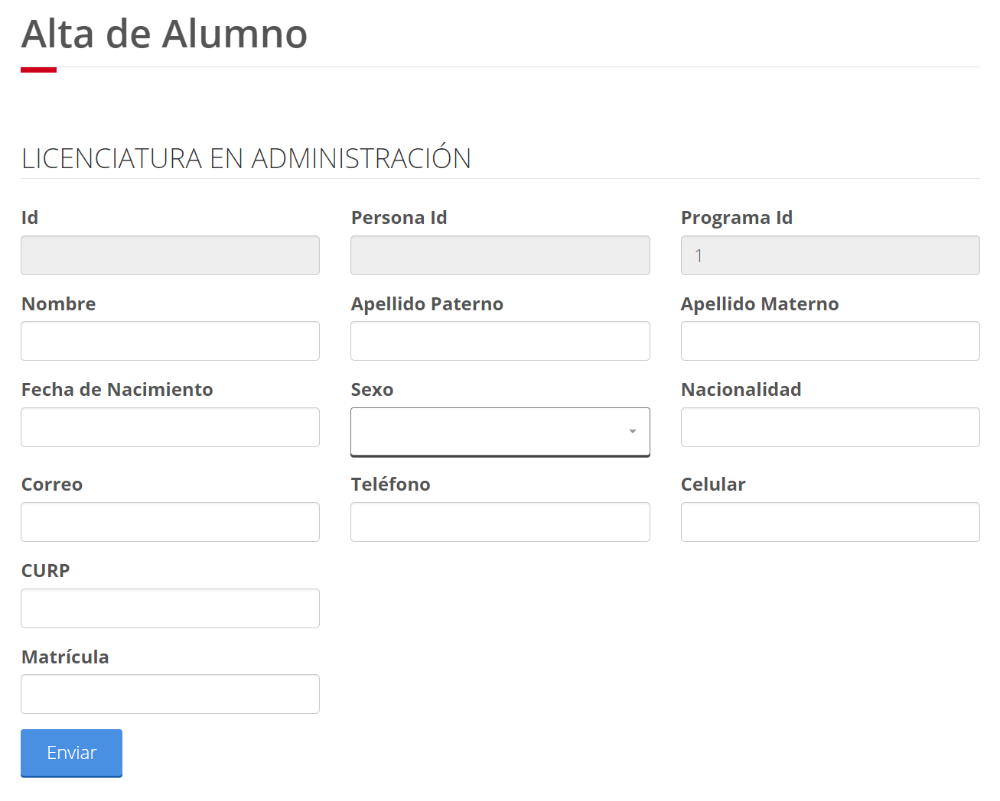 Alta de Alumno
LICENCIATURA EN ADMINISTRACIÓN
Id
Persona Id
Programa Id
1
Nombre
Apellido Paterno
Apellido Materno
Fecha de Nacimiento
Sexo
Nacionalidad
Correo
Teléfono
Celular
CURP
Matrícula
Enviar